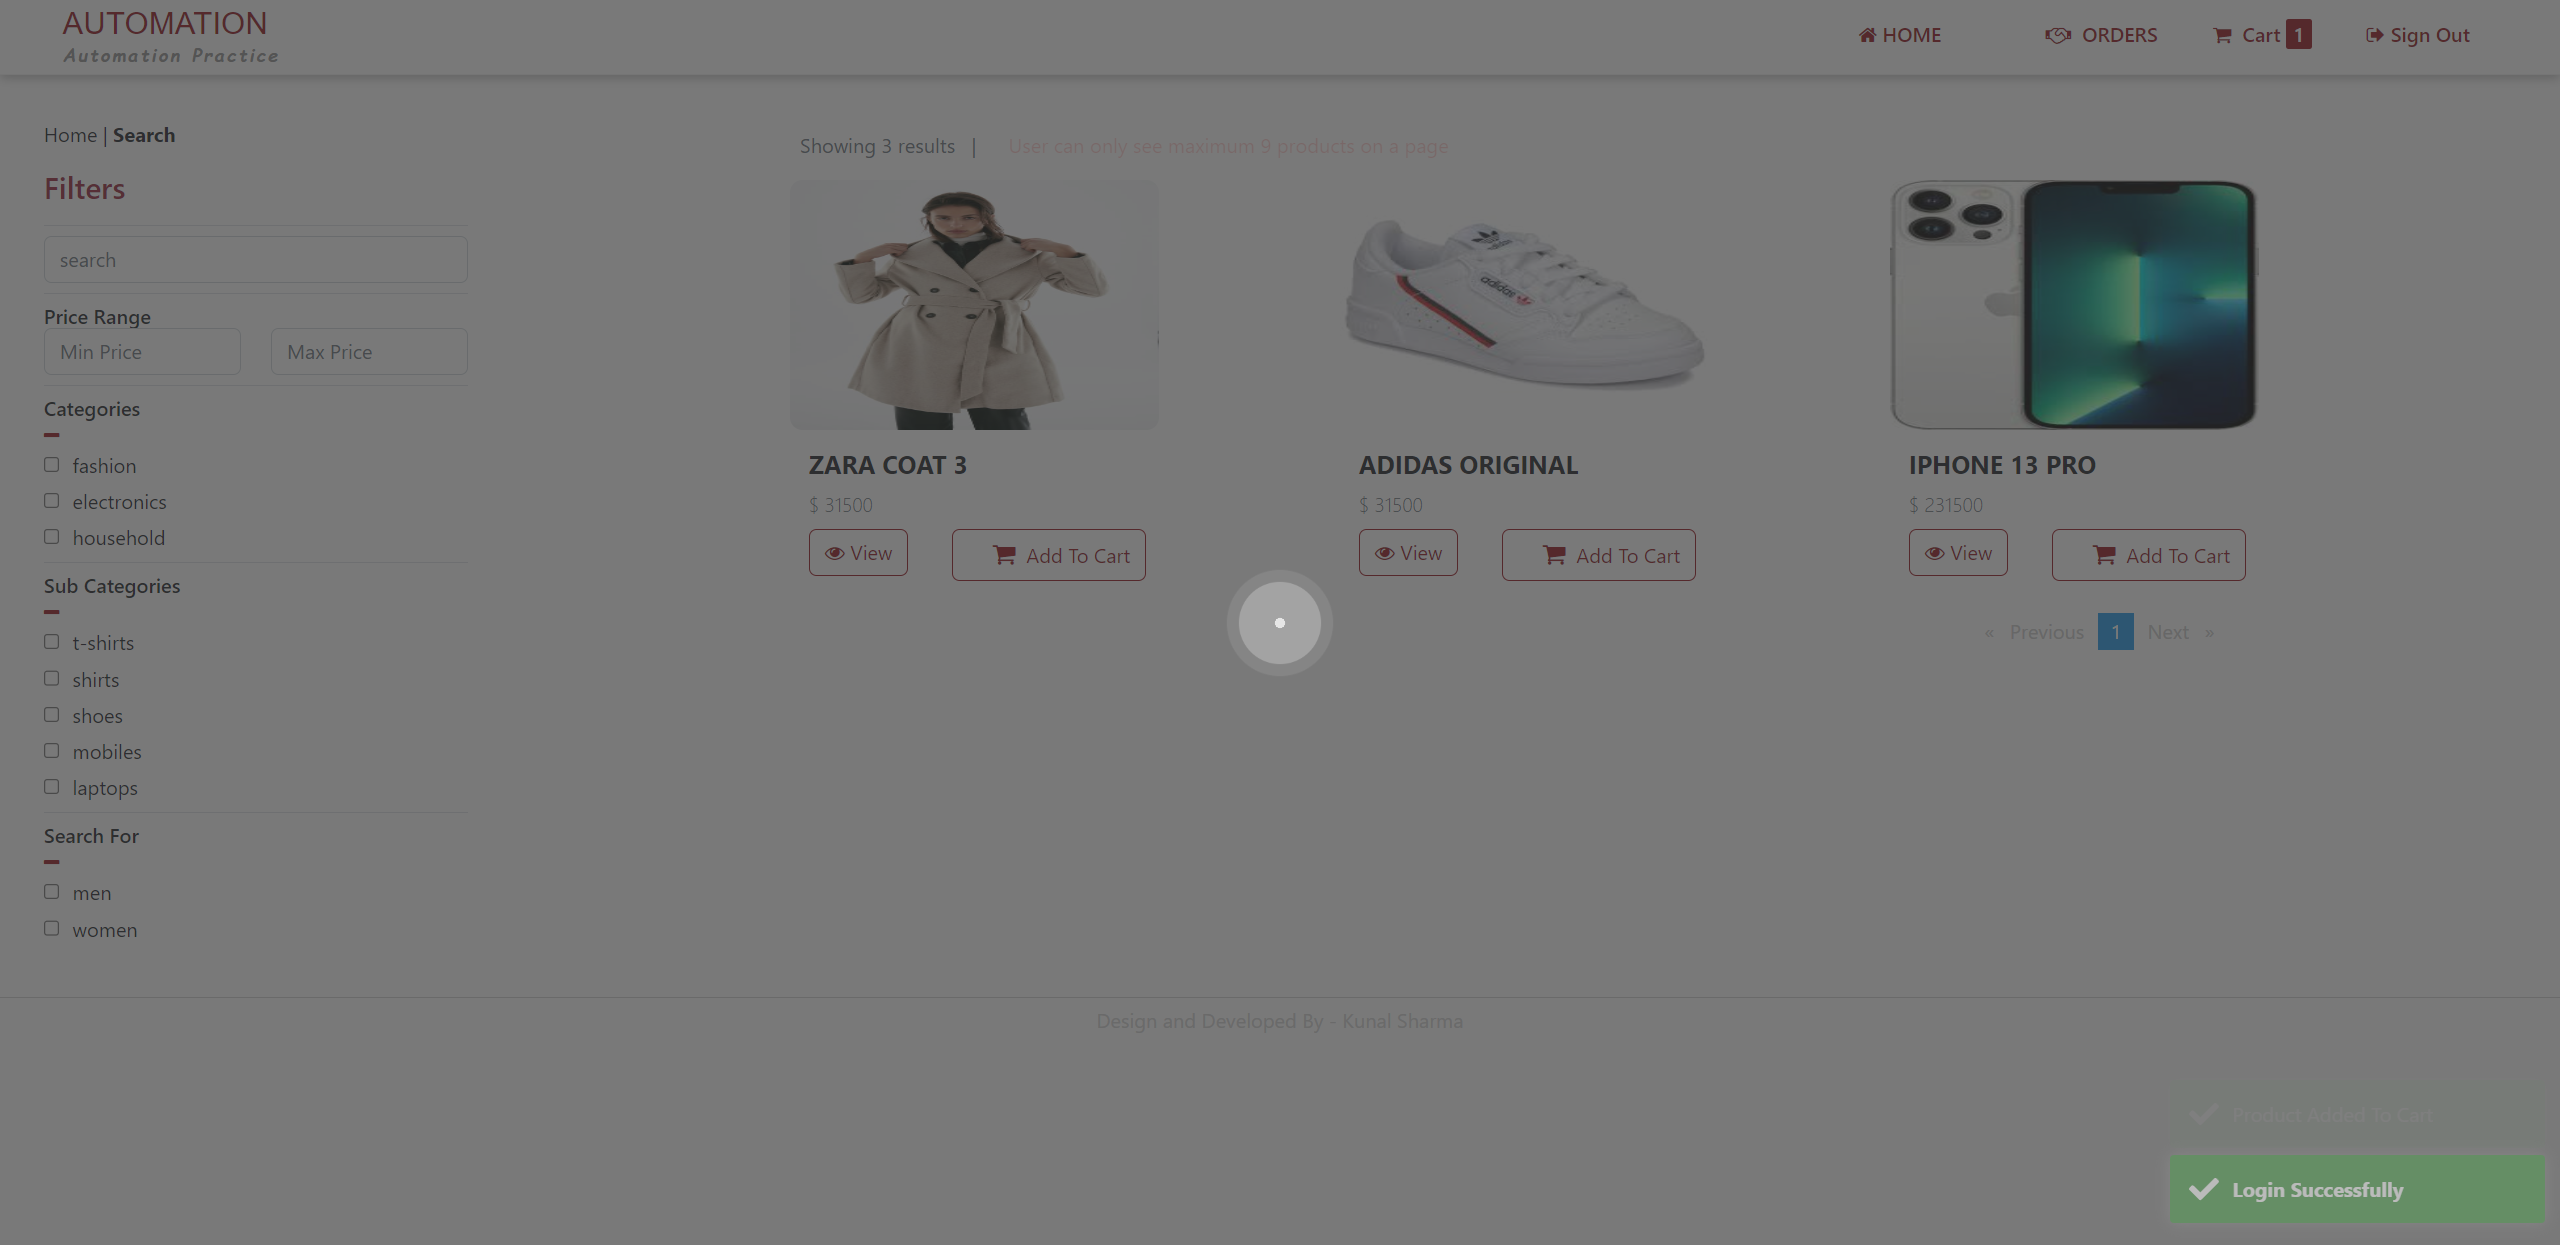 AUTOMATION
Automation Practice
HOME
ORDERS
Cart 1
Sign Out
Home | Search
Filters
search
Price Range
Min Price
Max Price
Categories
fashion
electronics
household
Sub Categories
t-shirts
shirts
shoes
mobiles
laptops
Search For
men
women
Showing 3 results |
User can only see maximum 9 products on a page
adidas
adidas
ZARA COAT 3
$ 31500
View
Add To Cart
ADIDAS ORIGINAL
$ 31500
View
Add To Cart
IPHONE 13 PRO
$ 231500
View
Add To Cart
« Previous 1 Next »
Design and Developed By - Kunal Sharma
Product Added To Cart
Login Successfully